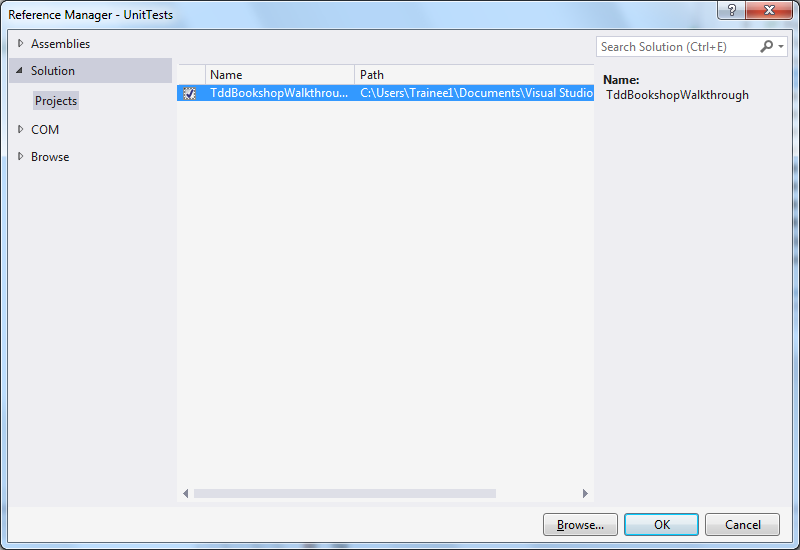 Reference Manager - UnitTests
?
Assemblies
Solution
Projects
COM
Browse
Name
Path
TddBookshopWalkthrou...
C:\Users\Trainee1\Documents\Visual Studio
Search Solution (Ctrl+E)
Name:
TddBookshopWalkthrough
Browse...
OK
Cancel